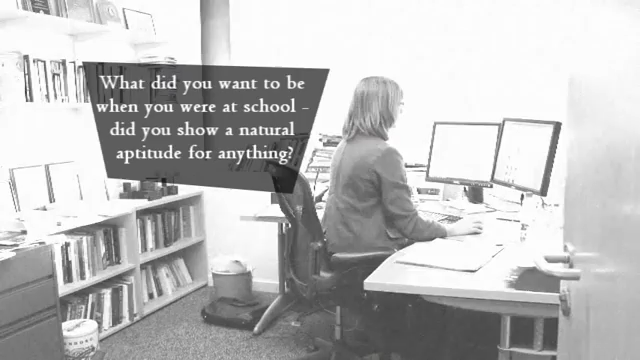 What did you want to be
when you were at school -
did you show a natural
aptitude for anything?